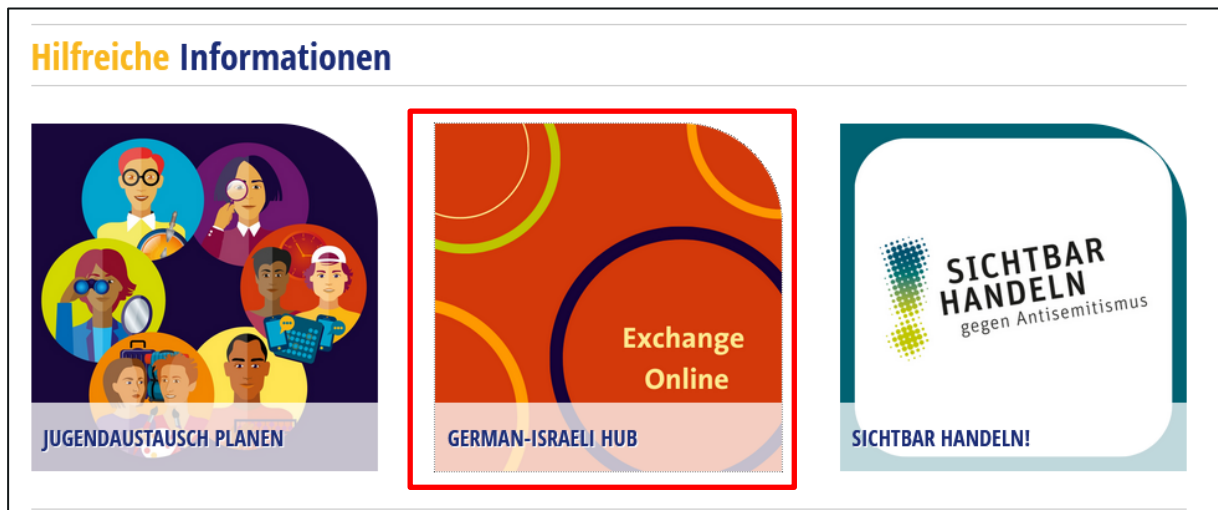 Hilfreiche Informationen
Exchange
Online
JUGENDAUSTAUSCH PLANEN
GERMAN-ISRAELI HUB
SICHTBAR
HANDELN
gegen Antisemitismus
SICHTBAR HANDELN!